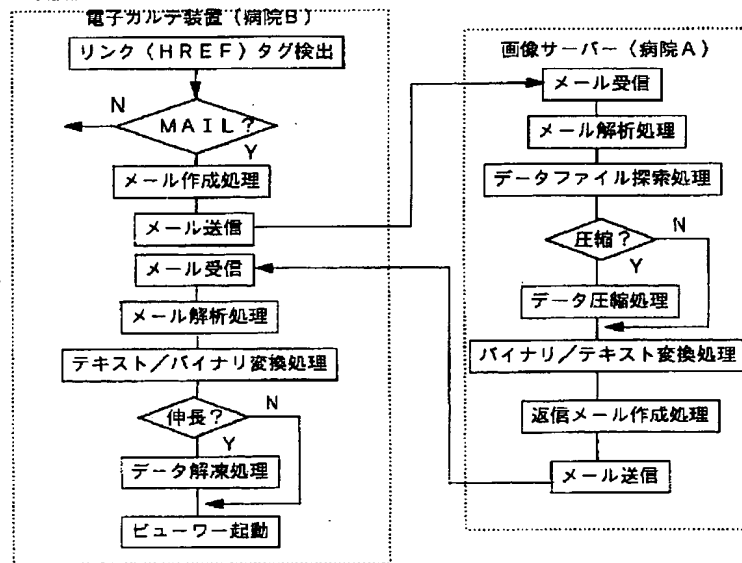 電子カルテ装置(病院B)
リンク(HREF)タグ検出
N
MAIL?
Y
メール作成処理
メール送信
メール受信
メール解析処理
テキスト/バイナリ変換処理
伸長?
N
Y
データ解凍処理
ビューワー起動
画像サーバー(病院A)
メール受信
メール解析処理
データファイル探索処理
圧縮?
N
Y
データ圧縮処理
バイナリ/テキスト変換処理
返信メール作成処理
メール送信